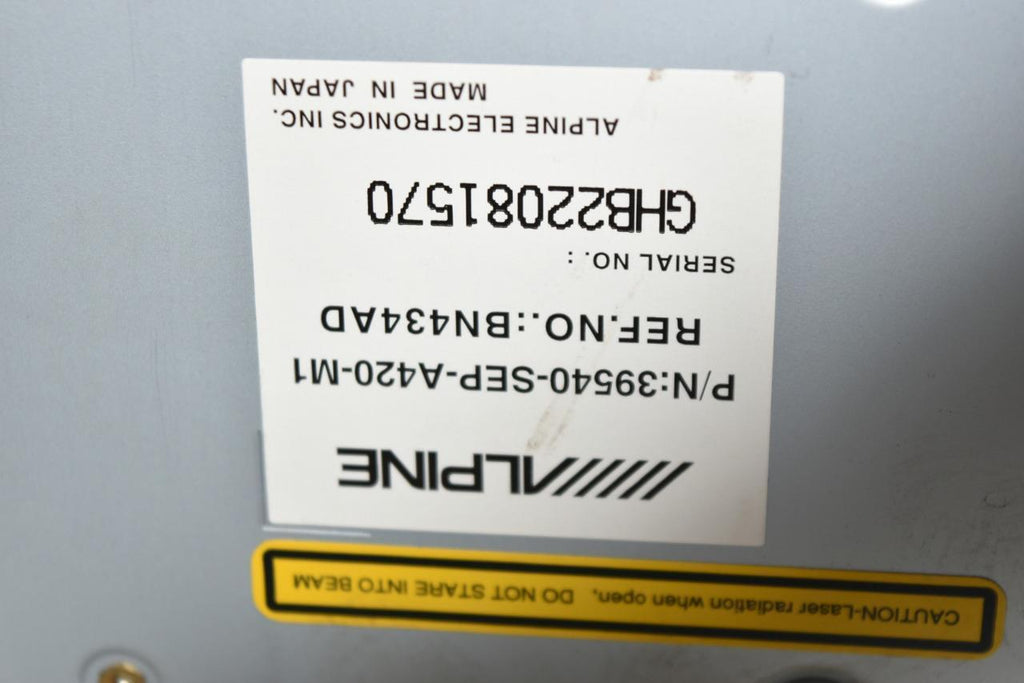 CAUTION-Laser radiation when open, DO NOT STARE INTO BEAM
ALPINE
P/N:39540-SEP-A420-M1
REF.NO.:BN434AD
SERIAL NO. :
GHB22081570
ALPINE ELECTRONICS INC.
MADE IN JAPAN